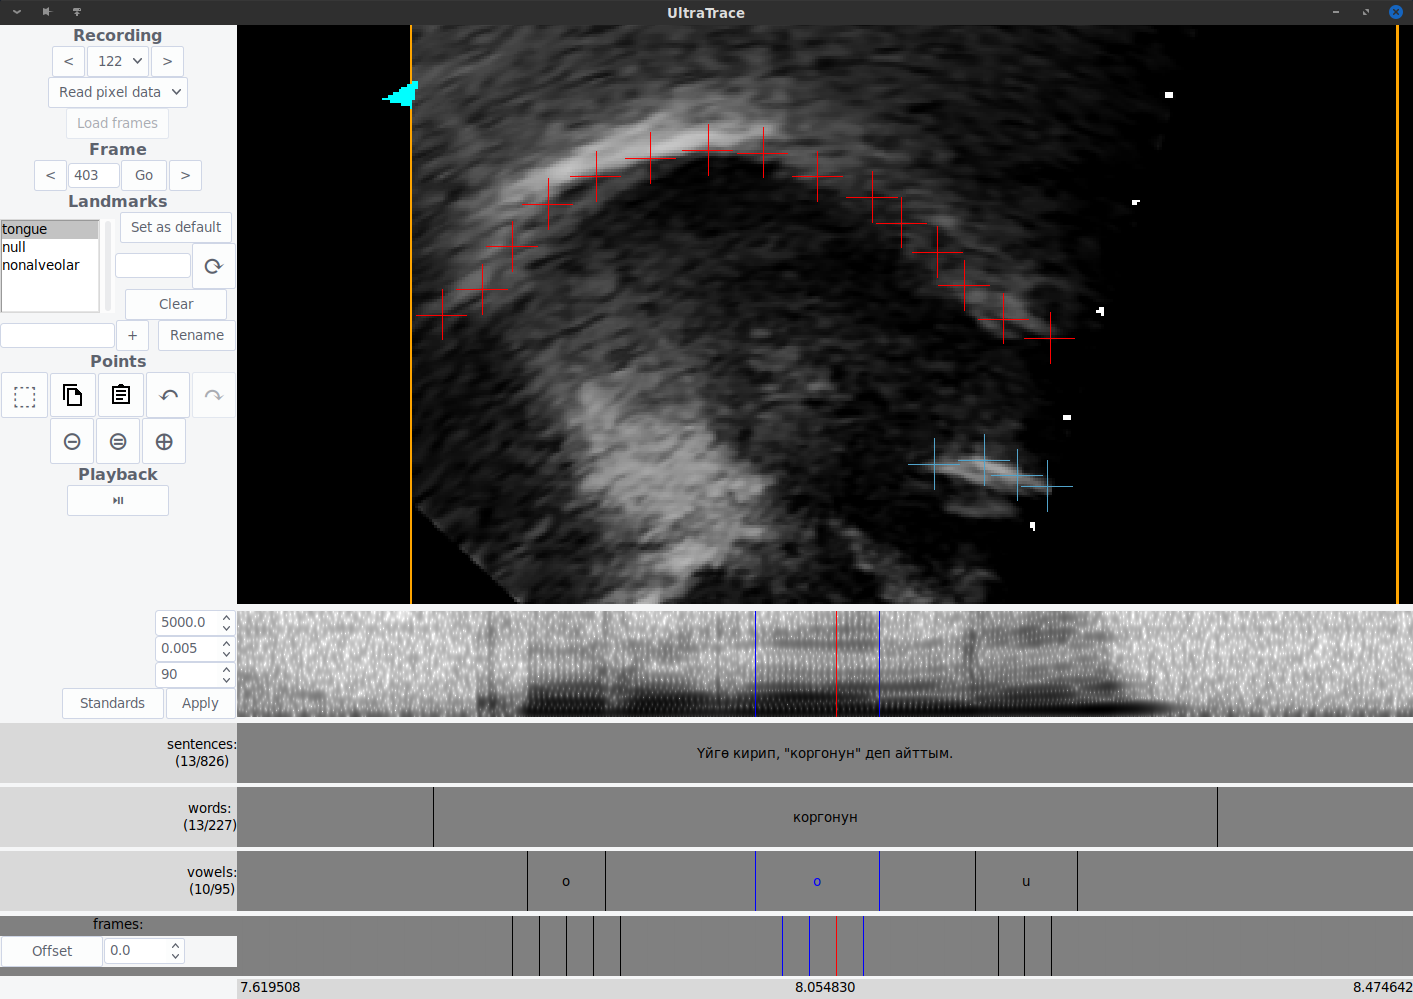 UltraTrace
Recording
< 122 >
Read pixel data
Load frames
Frame
< 403 Go >
Landmarks
tongue
null
nonalveolar
Set as default
Clear
+ Rename
Points
Playback
5000.0
0.005
90
Standards Apply
sentences:
(13/826)
Үйгө кирип, "коргонун" деп айттым.
words:
(13/227)
коргонун
vowels:
(10/95)
o o u
frames:
Offset 0.0
7.619508 8.054830 8.474642